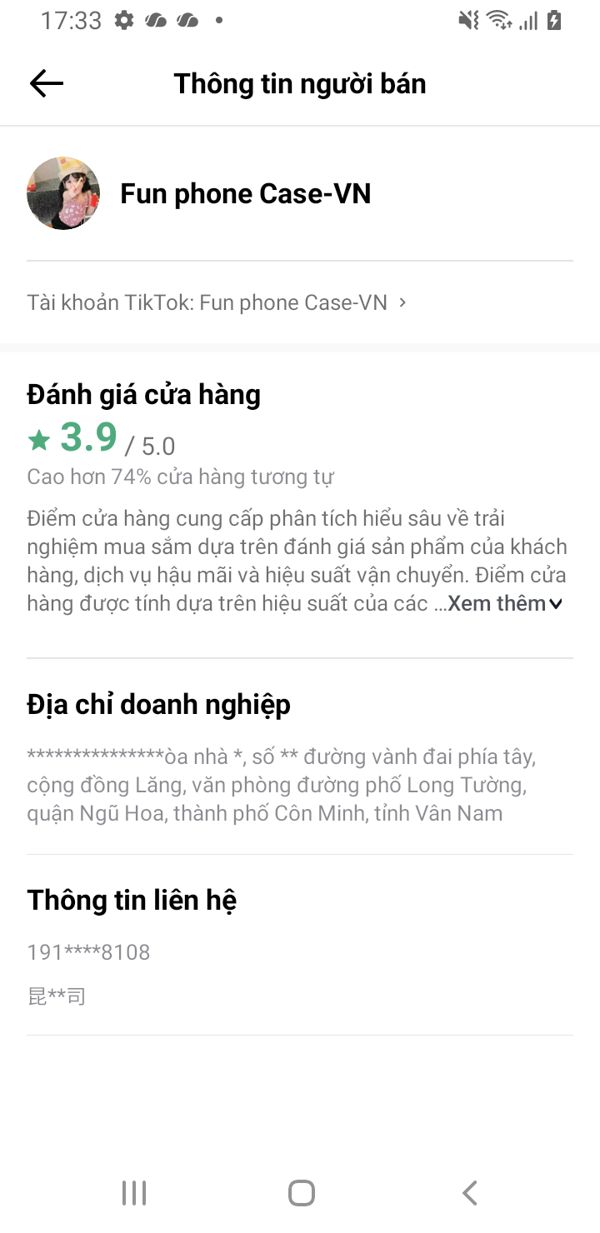 17:33
Thông tin người bán
Fun phone Case-VN
Tài khoản TikTok: Fun phone Case-VN >
Đánh giá cửa hàng
★ 3.9 / 5.0
Cao hơn 74% cửa hàng tương tự
Điểm cửa hàng cung cấp phân tích hiểu sâu về trải
nghiệm mua sắm dựa trên đánh giá sản phẩm của khách
hàng, dịch vụ hậu mãi và hiệu suất vận chuyển. Điểm cửa
hàng được tính dựa trên hiệu suất của các ...Xem thêm
Địa chỉ doanh nghiệp
***************òa nhà *, số ** đường vành đai phía tây,
cộng đồng Lăng, văn phòng đường phố Long Tường,
quận Ngũ Hoa, thành phố Côn Minh, tỉnh Vân Nam
Thông tin liên hệ
191****8108
昆**司